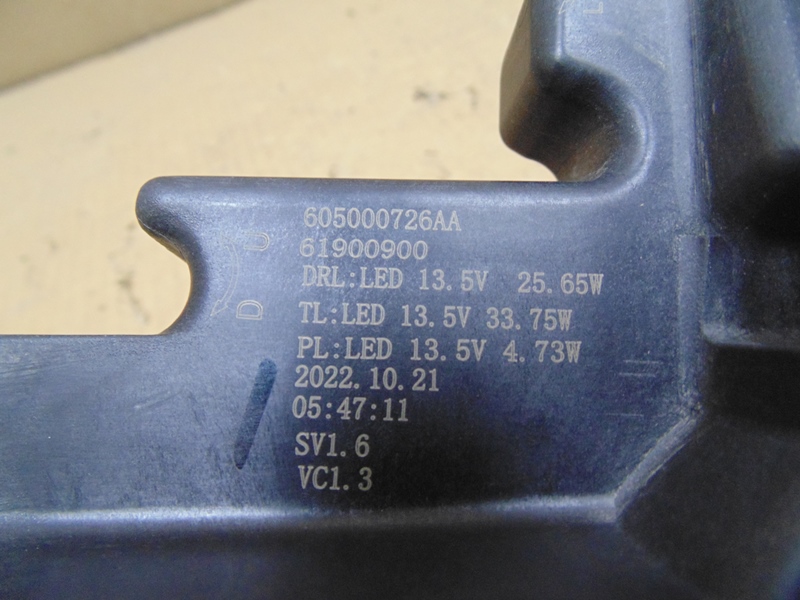 605000726AA
61900900
DRL:LED 13.5V 25.65W
TL:LED 13.5V 33.75W
PL:LED 13.5V 4.73W
2022.10.21
05:47:11
SV1.6
VC1.3
U
D